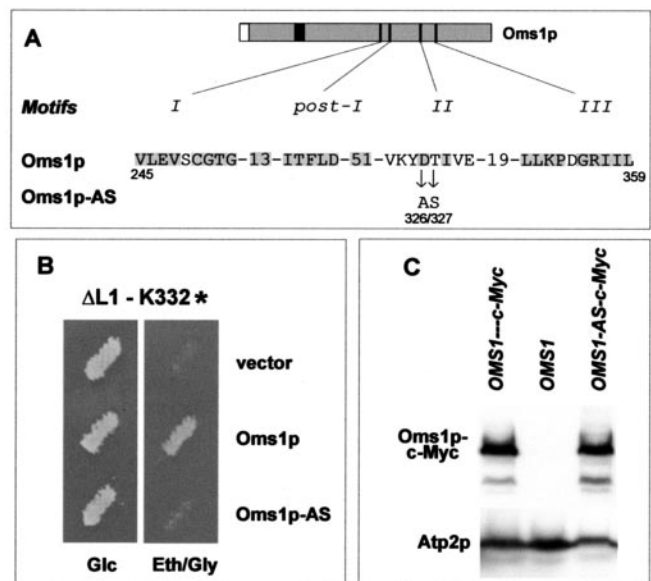 A
Oms1p
Motifs I post-I II III
Oms1p VLEVSCGTG-13-ITFLD-51-VKYDTIVE-19-LLKPDGRIIL
245 359
↓↓
Oms1p-AS AS
326/327
B
ΔL1 - K332*
vector
Oms1p
Oms1p-AS
Glc Eth/Gly
C
OMS1---c-Myc
OMS1
OMS1-AS-c-Myc
Oms1p-
c-Myc
Atp2p